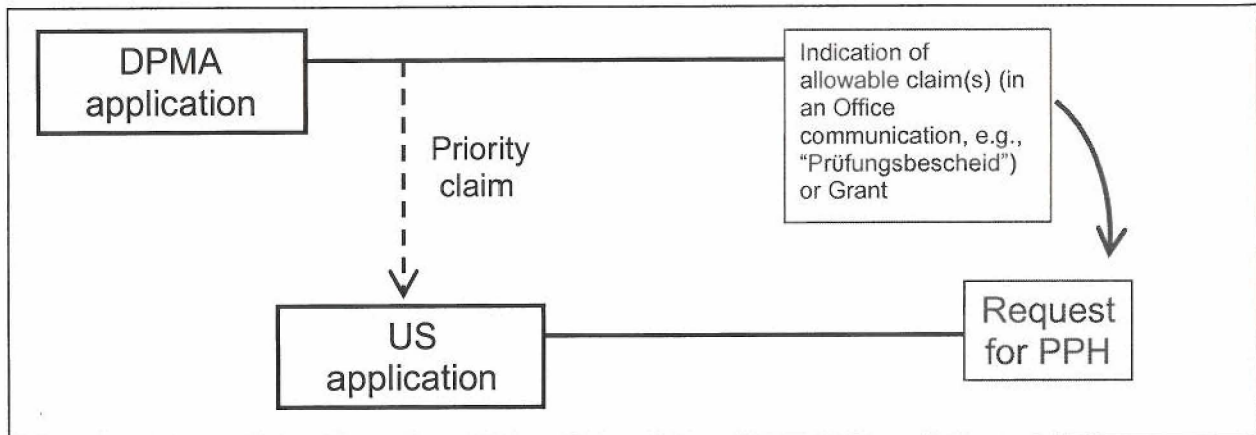 DPMA
application
Indication of
allowable claim(s) (in
an Office
communication, e.g.,
“Prüfungsbescheid”)
or Grant
Priority
claim
US
application
Request
for PPH